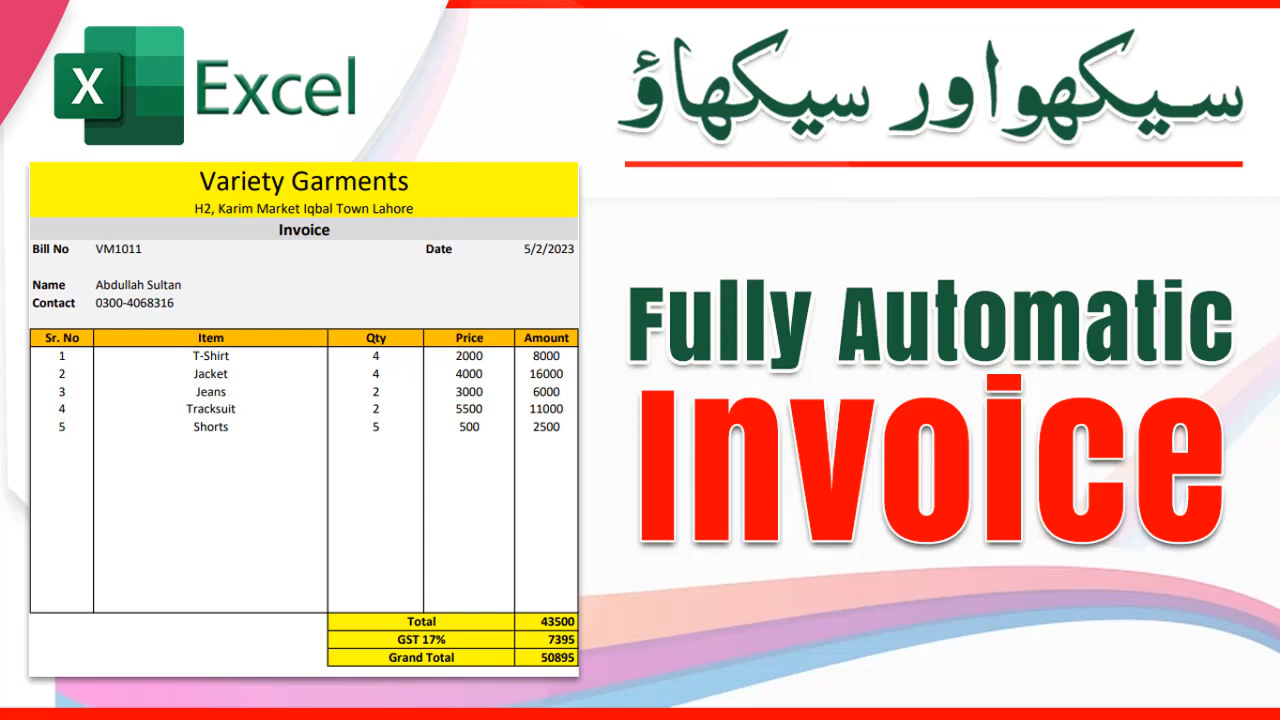 X Excel
سیکھو اور سیکھاؤ
Variety Garments
H2, Karim Market Iqbal Town Lahore
Invoice
Bill No VM1011 Date 5/2/2023
Name Abdullah Sultan
Contact 0300-4068316
Sr. No Item Qty Price Amount
1 T-Shirt 4 2000 8000
2 Jacket 4 4000 16000
3 Jeans 2 3000 6000
4 Tracksuit 2 5500 11000
5 Shorts 5 500 2500
Total 43500
GST 17% 7395
Grand Total 50895
Fully Automatic
Invoice